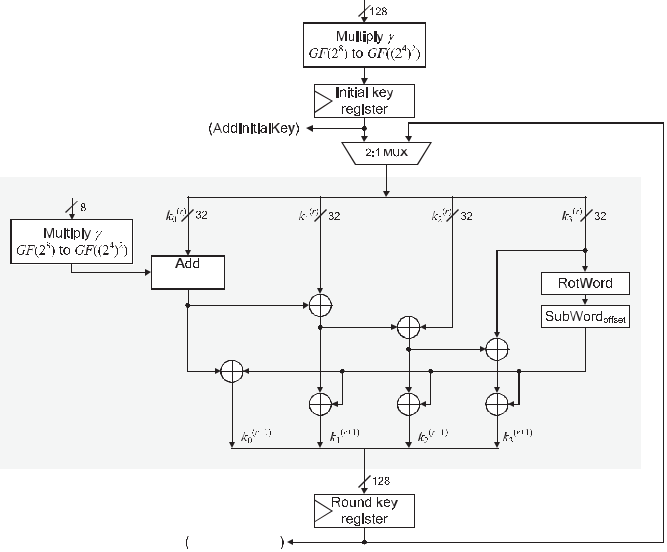 128
Multiply γ
GF(2⁸) to GF((2⁴)²)
Initial key
register
(AddInitialKey)
2:1 MUX
8
k₀⁽ʳ⁾ 32
k₁⁽ʳ⁾ 32
k₂⁽ʳ⁾ 32
k₃⁽ʳ⁾ 32
Multiply γ
GF(2⁸) to GF((2⁴)²)
Add
RotWord
SubWord_offset
k₀⁽ʳ⁺¹⁾
k₁⁽ʳ⁺¹⁾
k₂⁽ʳ⁺¹⁾
k₃⁽ʳ⁺¹⁾
128
Round key
register
( )